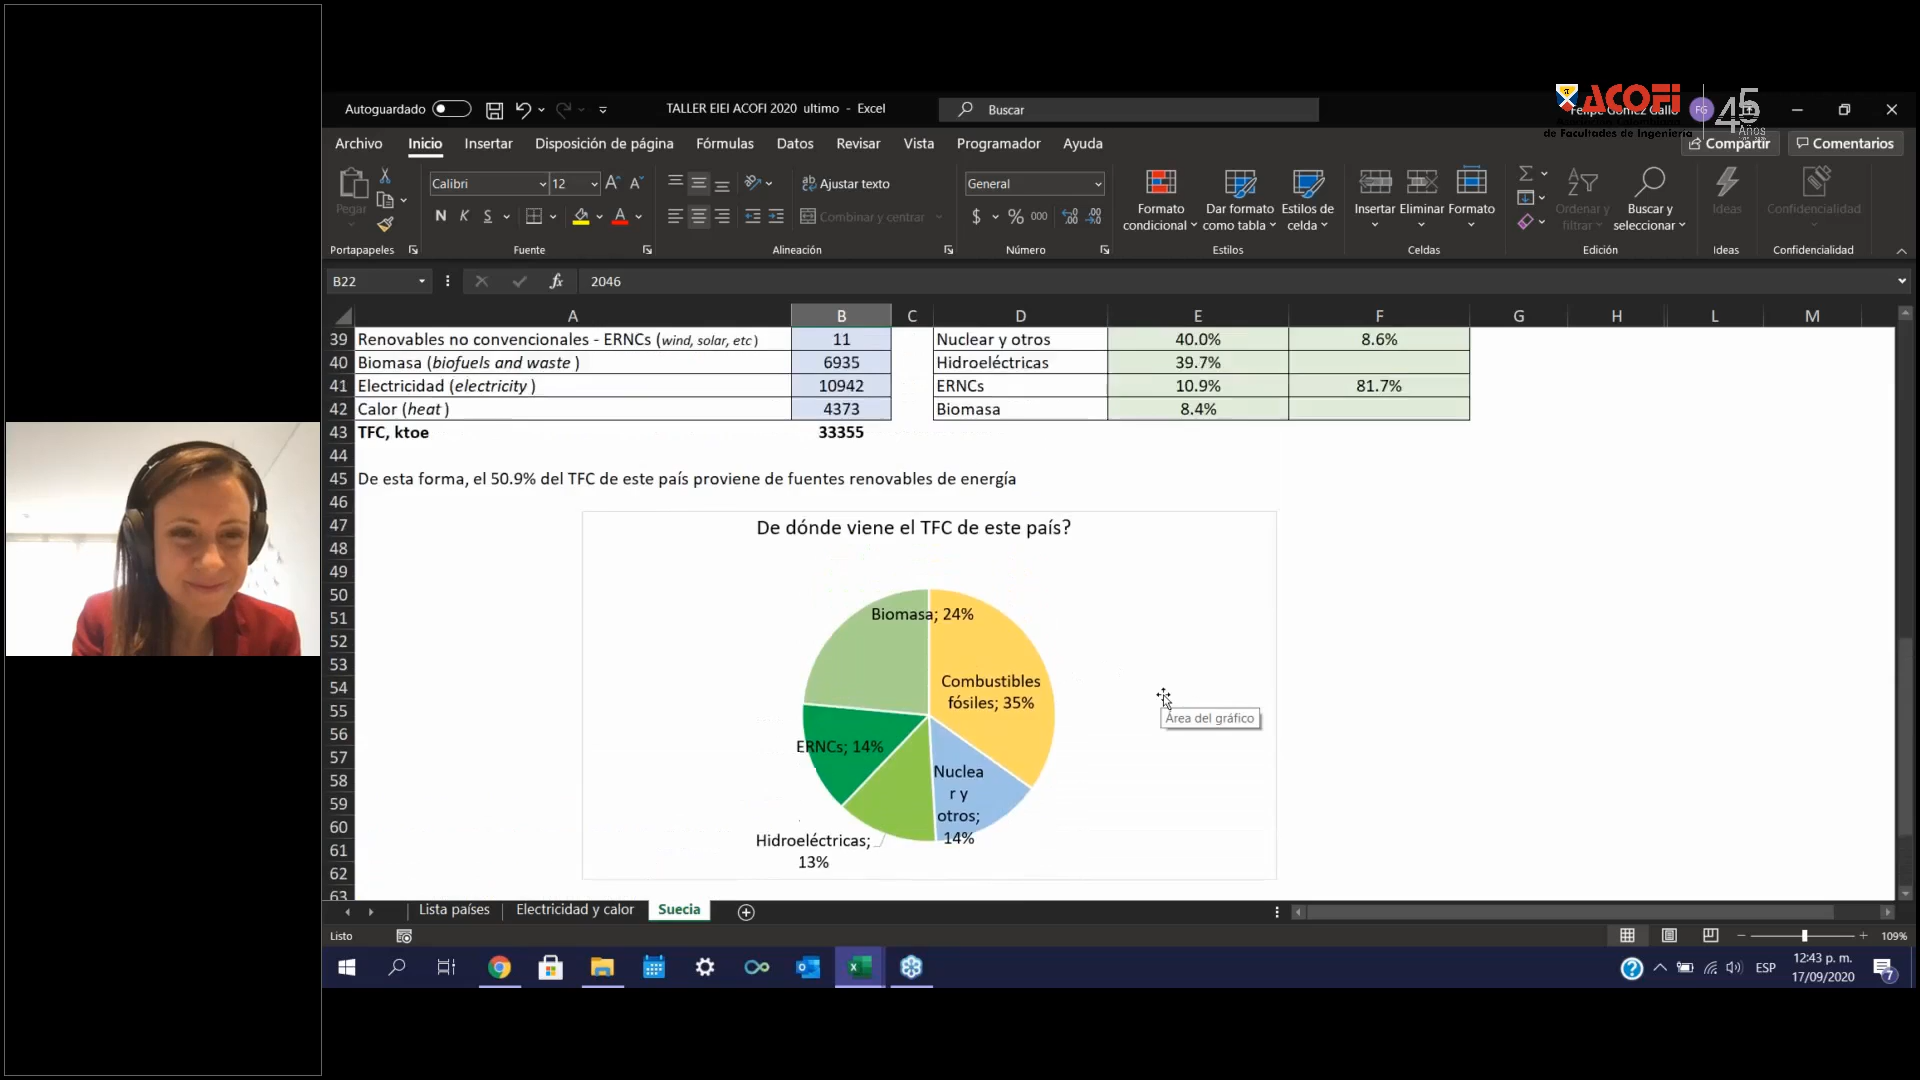 Autoguardado
TALLER EIEI ACOFI 2020 ultimo - Excel
Buscar
FG
ACOFI
45
Años
de Facultades de Ingeniería
Archivo Inicio Insertar Disposición de página Fórmulas Datos Revisar Vista Programador Ayuda
Compartir Comentarios
Pegar
Calibri 12
N K S
Ajustar texto
Combinar y centrar
General
$ % 000
Formato condicional
Dar formato como tabla
Estilos de celda
Insertar Eliminar Formato
Ordenar y filtrar
Buscar y seleccionar
Ideas
Confidencialidad
Portapapeles Fuente Alineación Número Estilos Celdas Edición Ideas Confidencialidad
B22 fx 2046
A B C D E F G H L M
39 Renovables no convencionales - ERNCs (wind, solar, etc ) 11 Nuclear y otros 40.0% 8.6%
40 Biomasa (biofuels and waste ) 6935 Hidroeléctricas 39.7%
41 Electricidad (electricity ) 10942 ERNCs 10.9% 81.7%
42 Calor (heat ) 4373 Biomasa 8.4%
43 TFC, ktoe 33355
44
45 De esta forma, el 50.9% del TFC de este país proviene de fuentes renovables de energía
46
47 De dónde viene el TFC de este país?
48
49
50
51 Biomasa; 24%
52
53
54 Combustibles
55 fósiles; 35%
Área del gráfico
56
57 ERNCs; 14%
58 Nuclea
59 r y
60 otros;
61 14%
Hidroeléctricas;
13%
62
63
Lista países Electricidad y calor Suecia
Listo
109%
ESP
12:43 p. m.
17/09/2020
7